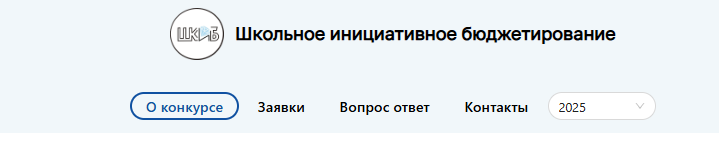 ШКИБ
Школьное инициативное бюджетирование
О конкурсе Заявки Вопрос ответ Контакты 2025